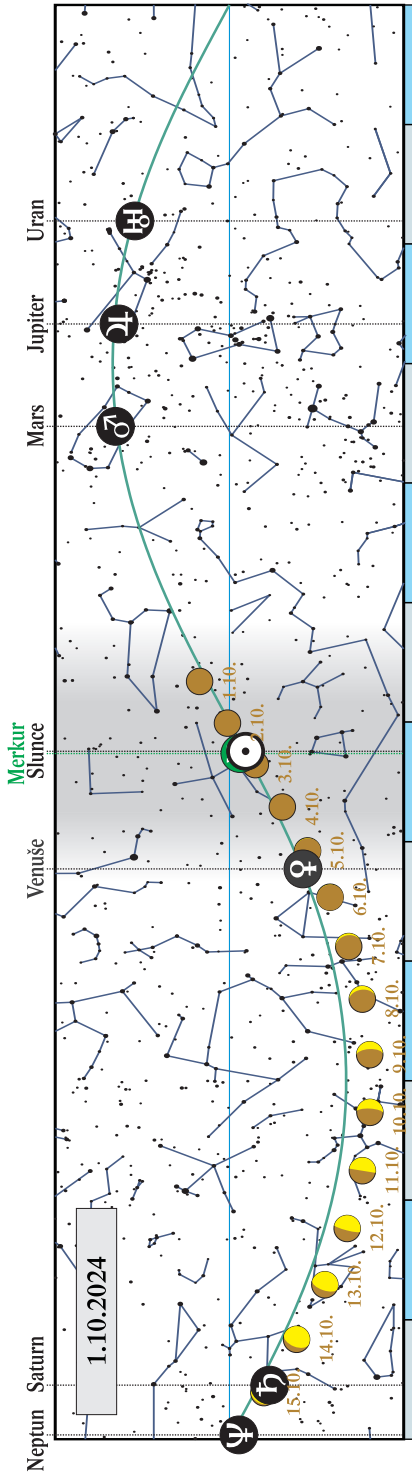 Neptun
Saturn
Venuše
Merkur
Slunce
Mars
Jupiter
Uran
1.10.2024
1.10.
2.10.
3.10.
4.10.
5.10.
6.10.
7.10.
8.10.
9.10.
10.10.
11.10.
12.10.
13.10.
14.10.
15.10.